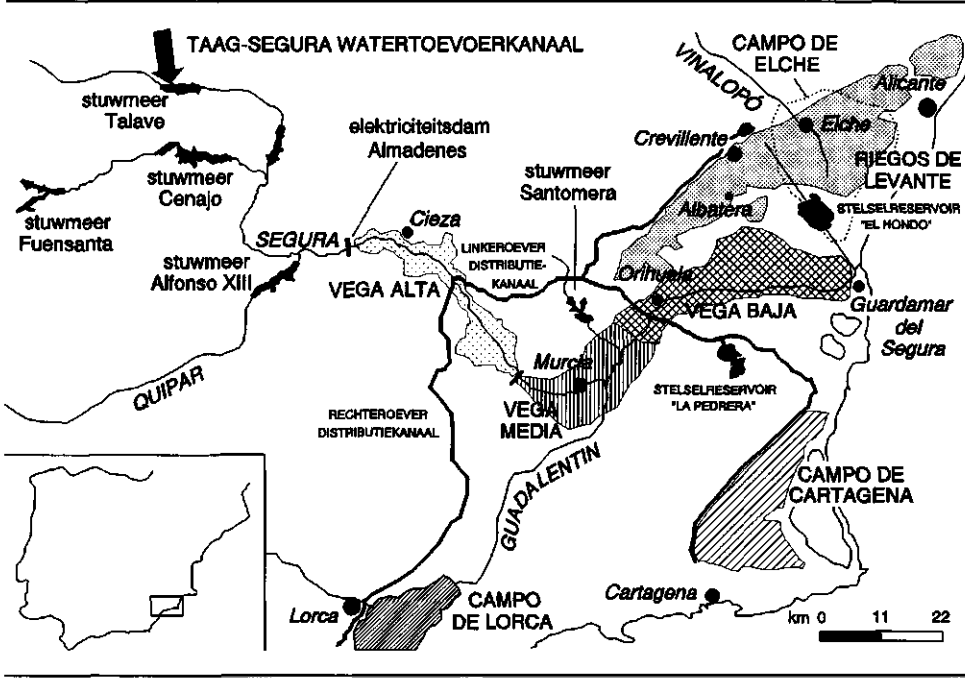 TAAG-SEGURA WATERTOEVOERKANAAL
stuwmeer
Talave
stuwmeer
Cenajo
stuwmeer
Fuensanta
elektriciteitsdam
Almadenes
SEGURA
Cieza
stuwmeer
Alfonso XIII
VEGA ALTA
QUIPAR
stuwmeer
Santomera
LINKEROEVER
DISTRIBUTIE-
KANAAL
VINALOPÓ
CAMPO DE
ELCHE
Alicante
Crevillente
Elche
RIEGOS DE
LEVANTE
STELSELRESERVOIR
"EL HONDO"
Albatera
Orihuela
VEGA BAJA
Guardamar
del
Segura
Murcia
VEGA
MEDIA
STELSELRESERVOIR
"LA PEDRERA"
RECHTEROEVER
DISTRIBUTIEKANAAL
GUADALENTIN
CAMPO DE
CARTAGENA
Lorca
CAMPO
DE LORCA
Cartagena
km 0 11 22